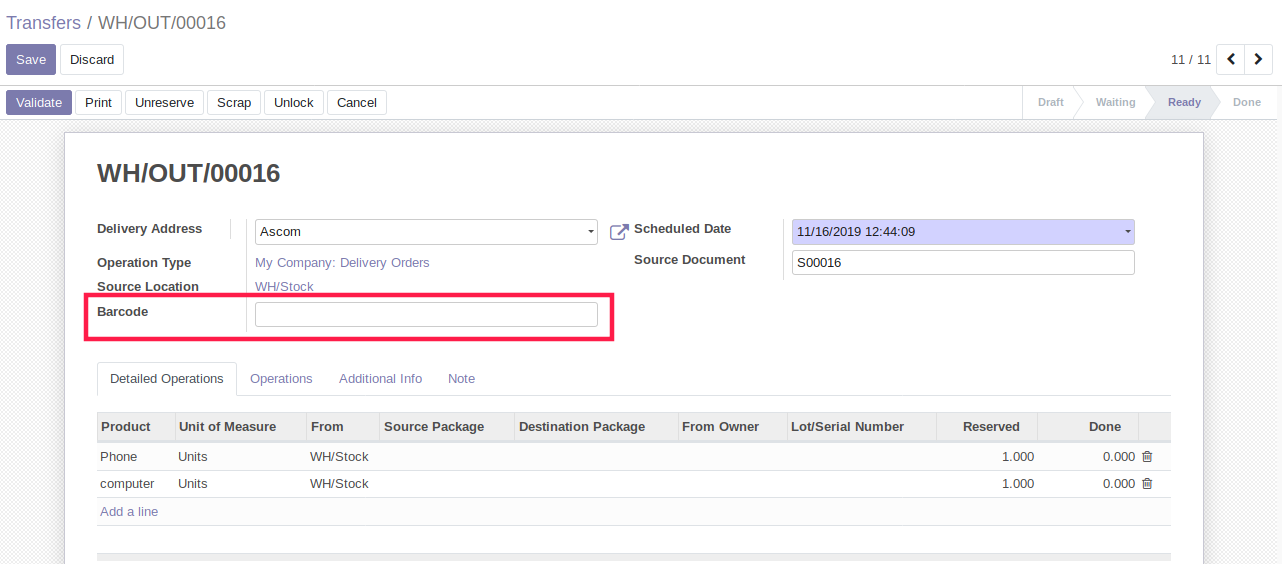 Transfers / WH/OUT/00016
Save Discard 11 / 11
Validate Print Unreserve Scrap Unlock Cancel Draft Waiting Ready Done
WH/OUT/00016
Delivery Address Ascom Scheduled Date 11/16/2019 12:44:09
Operation Type My Company: Delivery Orders Source Document S00016
Source Location WH/Stock
Barcode
Detailed Operations Operations Additional Info Note
Product Unit of Measure From Source Package Destination Package From Owner Lot/Serial Number Reserved Done
Phone Units WH/Stock 1.000 0.000
computer Units WH/Stock 1.000 0.000
Add a line